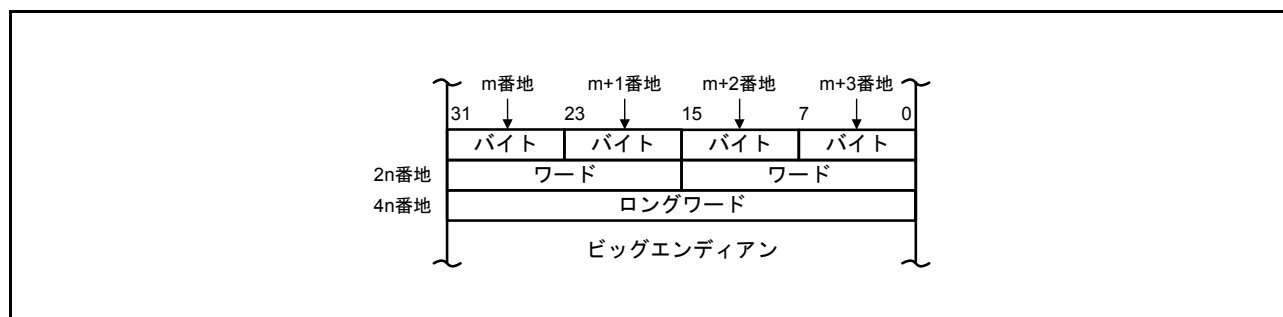 m番地 m+1番地 m+2番地 m+3番地
31 23 15 7 0
バイト バイト バイト バイト
2n番地 ワード ワード
4n番地 ロングワード
ビッグエンディアン